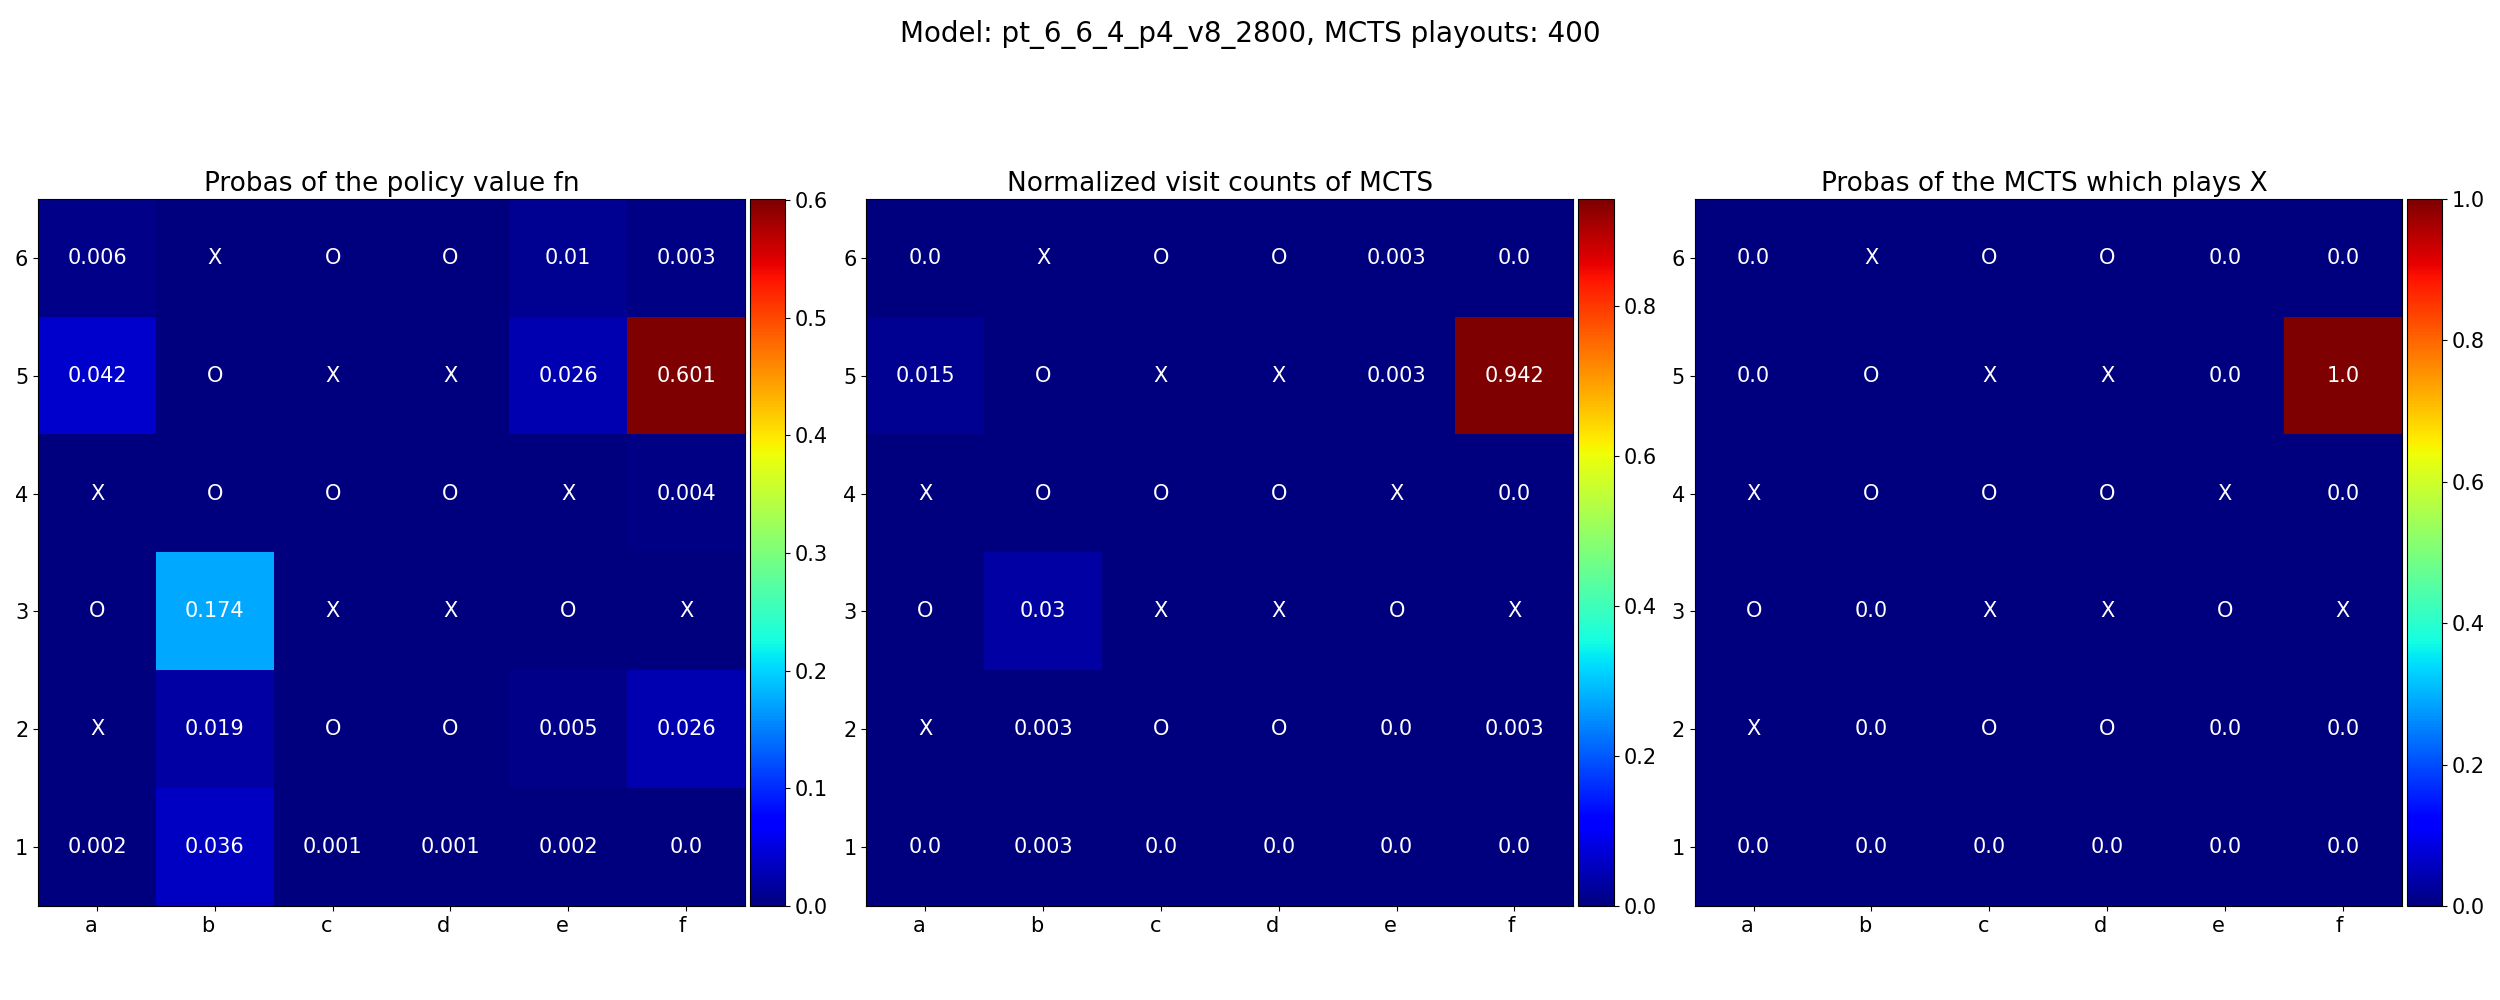 Model: pt_6_6_4_p4_v8_2800, MCTS playouts: 400
Probas of the policy value fn
0.6
6 0.006 X O O 0.01 0.003
0.5
5 0.042 O X X 0.026 0.601
0.4
4 X O O O X 0.004
0.3
3 O 0.174 X X O X
0.2
2 X 0.019 O O 0.005 0.026
0.1
1 0.002 0.036 0.001 0.001 0.002 0.0
0.0
a b c d e f
Normalized visit counts of MCTS
6 0.0 X O O 0.003 0.0
0.8
5 0.015 O X X 0.003 0.942
0.6
4 X O O O X 0.0
0.4
3 O 0.03 X X O X
2 X 0.003 O O 0.0 0.003
0.2
1 0.0 0.003 0.0 0.0 0.0 0.0
0.0
a b c d e f
Probas of the MCTS which plays X
1.0
6 0.0 X O O 0.0 0.0
0.8
5 0.0 O X X 0.0 1.0
0.6
4 X O O O X 0.0
0.4
3 O 0.0 X X O X
2 X 0.0 O O 0.0 0.0
0.2
1 0.0 0.0 0.0 0.0 0.0 0.0
0.0
a b c d e f